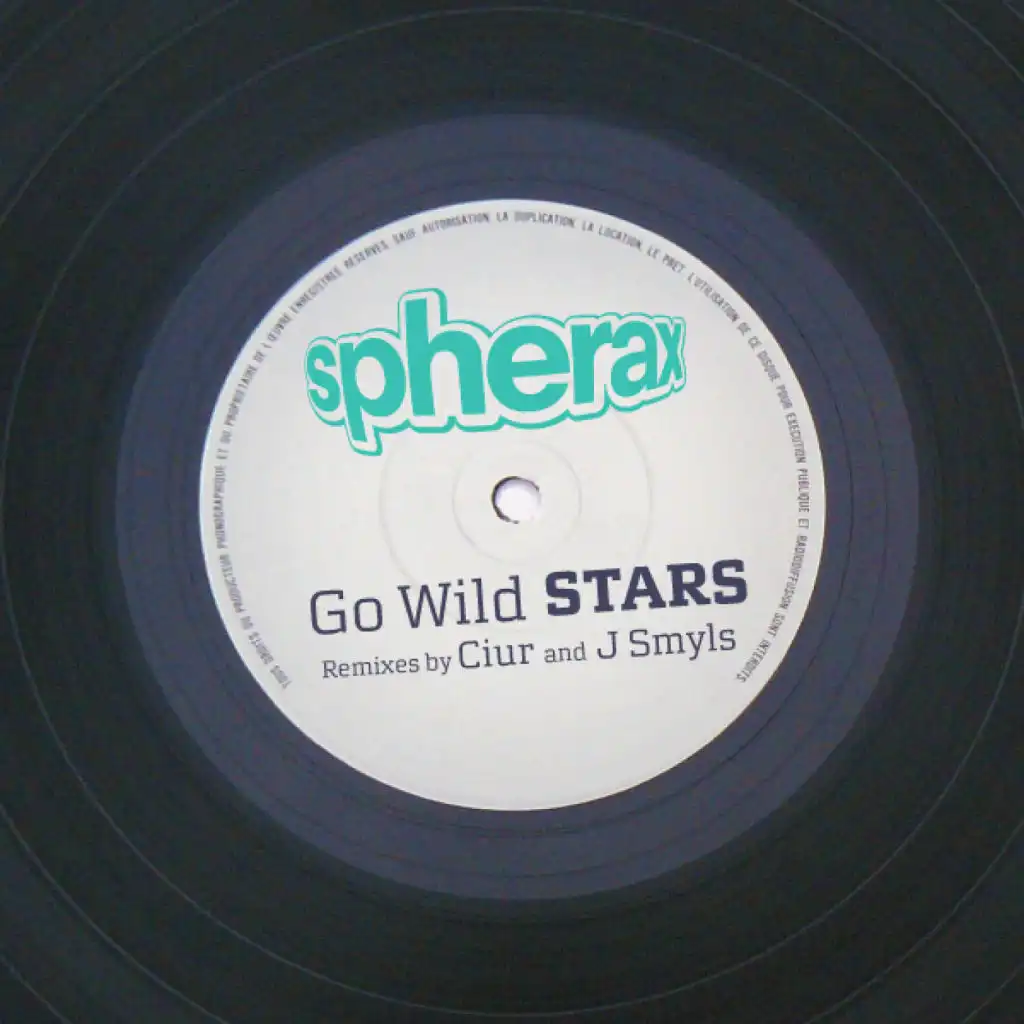 TOUS DROITS DU PRODUCTEUR PHONOGRAPHIQUE ET DU PROPRIETAIRE DE L'ŒUVRE ENREGISTREE RESERVES. SAUF AUTORISATION, LA DUPLICATION, LA LOCATION, LE PRET, L'UTILISATION DE CE DISQUE POUR EXECUTION PUBLIQUE ET RADIODIFFUSION SONT INTERDITS.
spherax
Go Wild STARS
Remixes by Ciur and J Smyls